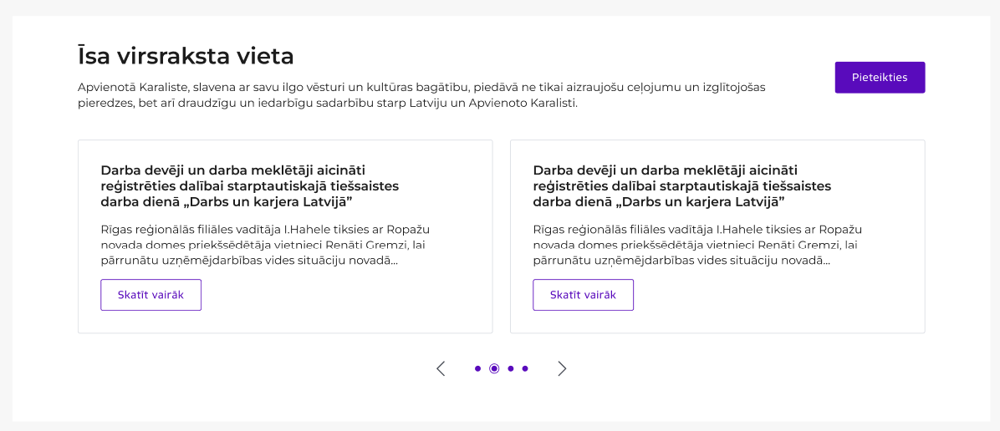 Īsa virsraksta vieta
Apvienotā Karaliste, slavena ar savu ilgo vēsturi un kultūras bagātību, piedāvā ne tikai aizraujošu ceļojumu un izglītojošas
pieredzes, bet arī draudzīgu un iedarbīgu sadarbību starp Latviju un Apvienoto Karalisti.
Pieteikties
Darba devēji un darba meklētāji aicināti
reģistrēties dalībai starptautiskajā tiešsaistes
darba dienā „Darbs un karjera Latvijā”
Rīgas reģionālās filiāles vadītāja I.Hahele tiksies ar Ropažu
novada domes priekšsēdētāja vietnieci Renāti Gremzi, lai
pārrunātu uzņēmējdarbības vides situāciju novadā...
Skatīt vairāk
Darba devēji un darba meklētāji aicināti
reģistrēties dalībai starptautiskajā tiešsaistes
darba dienā „Darbs un karjera Latvijā”
Rīgas reģionālās filiāles vadītāja I.Hahele tiksies ar Ropažu
novada domes priekšsēdētāja vietnieci Renāti Gremzi, lai
pārrunātu uzņēmējdarbības vides situāciju novadā...
Skatīt vairāk